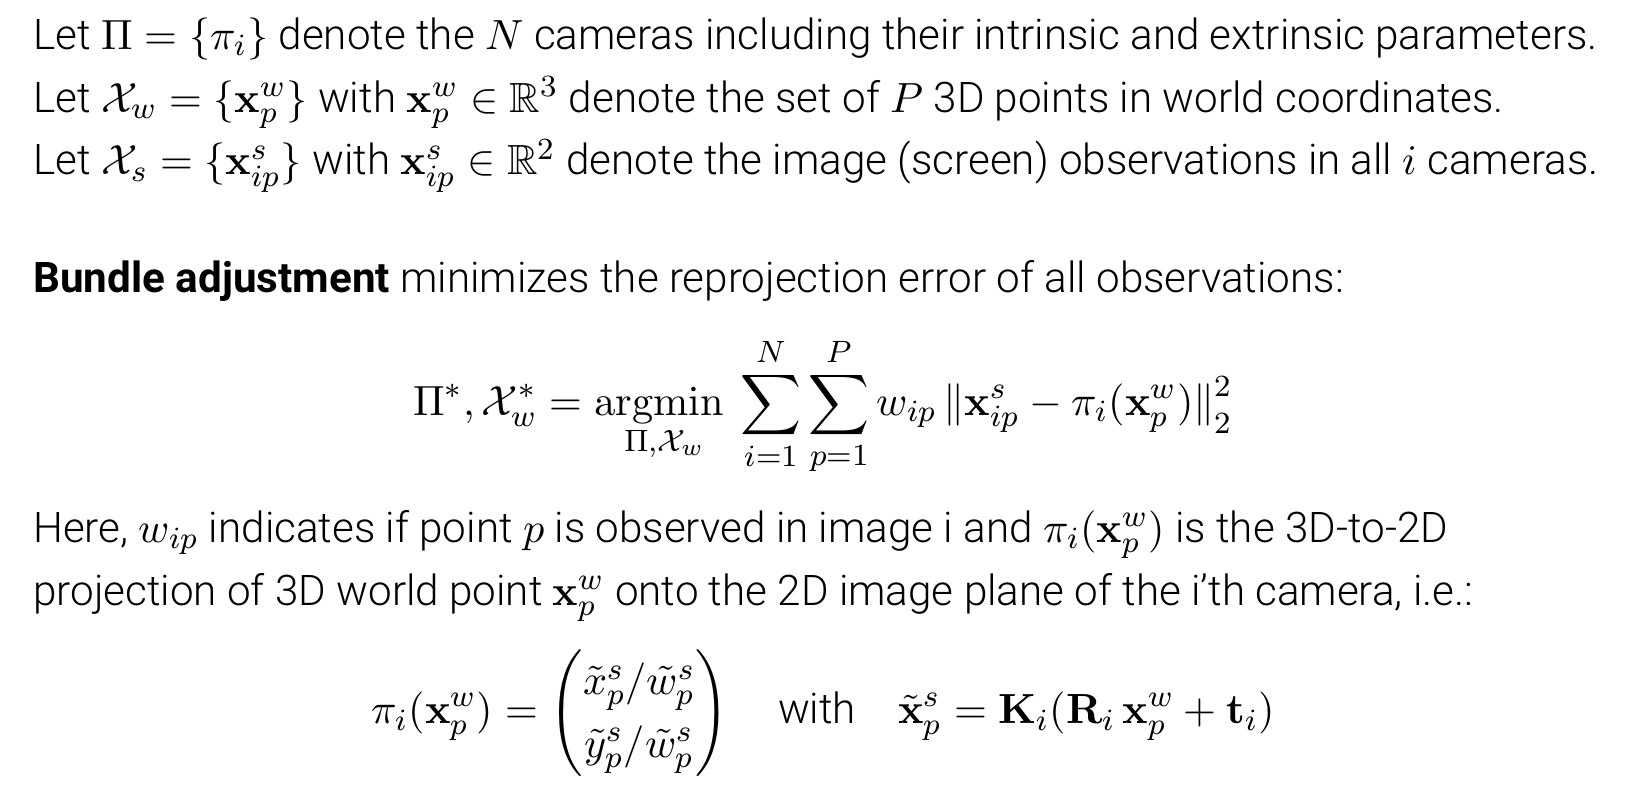 Let $\Pi = \{\pi_i\}$ denote the $N$ cameras including their intrinsic and extrinsic parameters.
Let $\mathcal{X}_w = \{\mathbf{x}_p^w\}$ with $\mathbf{x}_p^w \in \mathbb{R}^3$ denote the set of $P$ 3D points in world coordinates.
Let $\mathcal{X}_s = \{\mathbf{x}_{ip}^s\}$ with $\mathbf{x}_{ip}^s \in \mathbb{R}^2$ denote the image (screen) observations in all $i$ cameras.
Bundle adjustment minimizes the reprojection error of all observations:
$\Pi^*, \mathcal{X}_w^* = \underset{\Pi, \mathcal{X}_w}{\operatorname{argmin}} \sum_{i=1}^{N} \sum_{p=1}^{P} w_{ip} \left\| \mathbf{x}_{ip}^s - \pi_i(\mathbf{x}_p^w) \right\|_2^2$
Here, $w_{ip}$ indicates if point $p$ is observed in image i and $\pi_i(\mathbf{x}_p^w)$ is the 3D-to-2D
projection of 3D world point $\mathbf{x}_p^w$ onto the 2D image plane of the i'th camera, i.e.:
$\pi_i(\mathbf{x}_p^w) = \begin{pmatrix} \tilde{x}_p^s / \tilde{w}_p^s \\ \tilde{y}_p^s / \tilde{w}_p^s \end{pmatrix}$ with $\tilde{\mathbf{x}}_p^s = \mathbf{K}_i (\mathbf{R}_i \, \mathbf{x}_p^w + \mathbf{t}_i)$